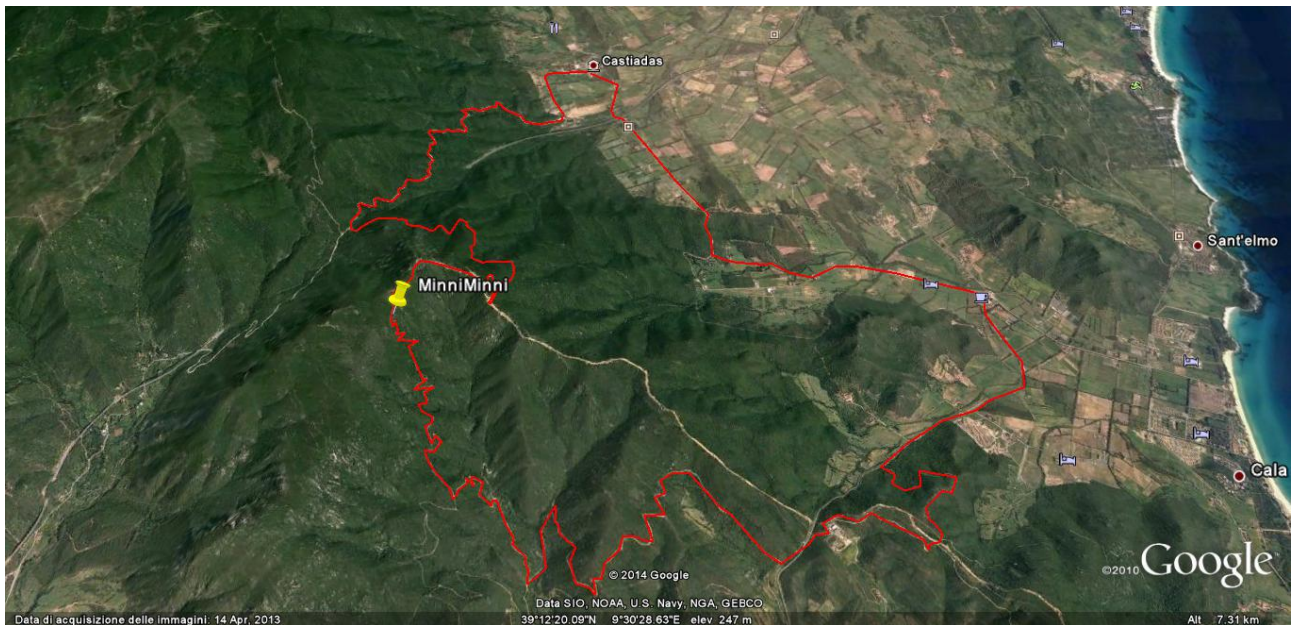 Castiadas
Sant'elmo
MinniMinni
Cala
© 2014 Google
©2010 Google
Data SIO, NOAA, U.S. Navy, NGA, GEBCO
Data di acquisizione delle immagini: 14 Apr, 2013 39°12'20.09"N 9°30'28.63"E elev 247 m Alt 7.31 km